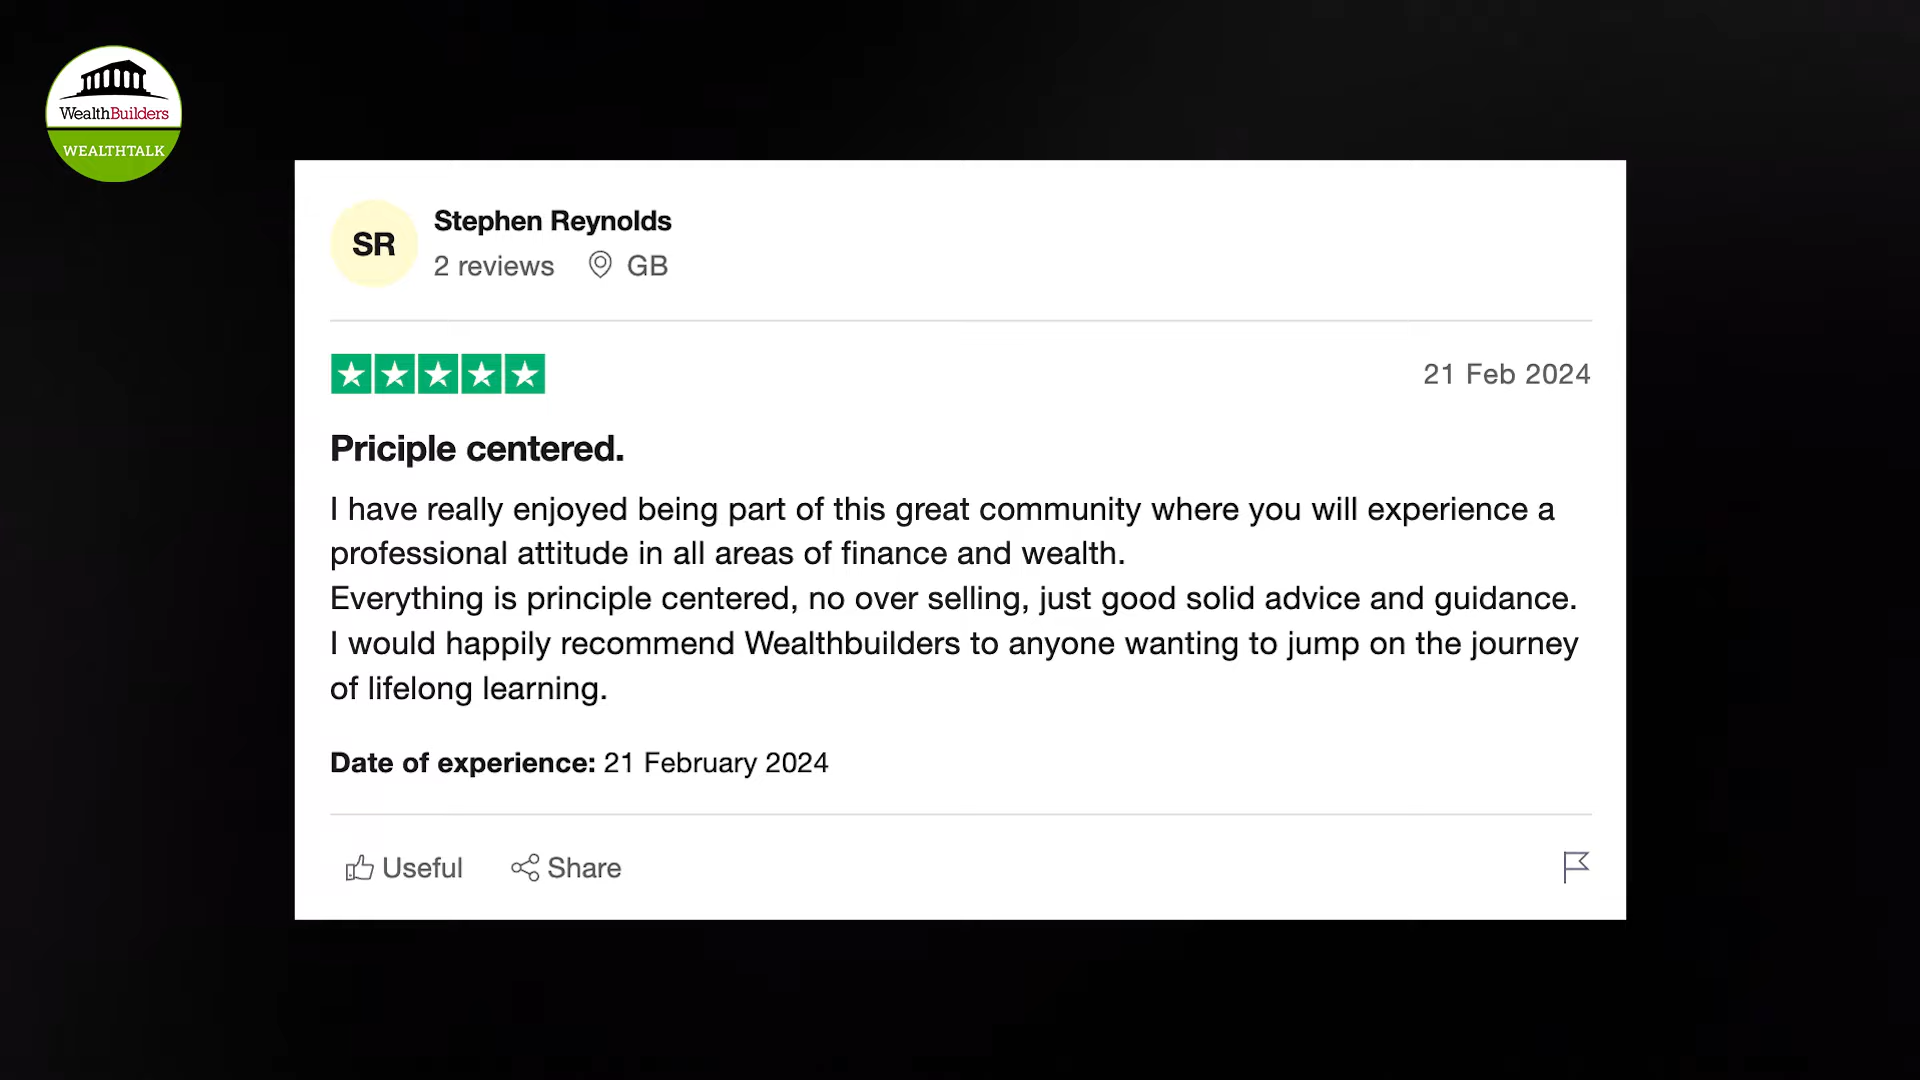 WealthBuilders
WEALTHTALK
SR
Stephen Reynolds
2 reviews GB
21 Feb 2024
Priciple centered.
I have really enjoyed being part of this great community where you will experience a
professional attitude in all areas of finance and wealth.
Everything is principle centered, no over selling, just good solid advice and guidance.
I would happily recommend Wealthbuilders to anyone wanting to jump on the journey
of lifelong learning.
Date of experience: 21 February 2024
Useful Share